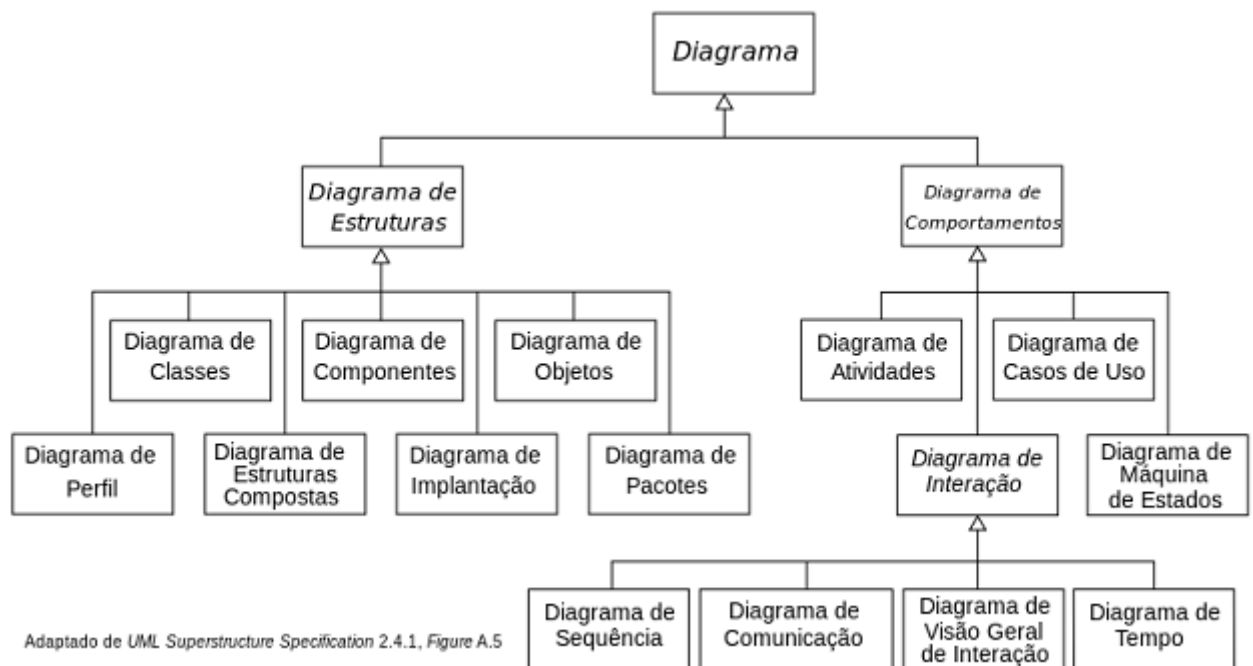 Diagrama
Diagrama de
Estruturas
Diagrama de
Comportamentos
Diagrama de
Classes
Diagrama de
Componentes
Diagrama de
Objetos
Diagrama de
Atividades
Diagrama de
Casos de Uso
Diagrama de
Perfil
Diagrama de
Estruturas
Compostas
Diagrama de
Implantação
Diagrama de
Pacotes
Diagrama de
Interação
Diagrama de
Máquina
de Estados
Diagrama de
Sequência
Diagrama de
Comunicação
Diagrama de
Visão Geral
de Interação
Diagrama de
Tempo
Adaptado de UML Superstructure Specification 2.4.1, Figure A.5